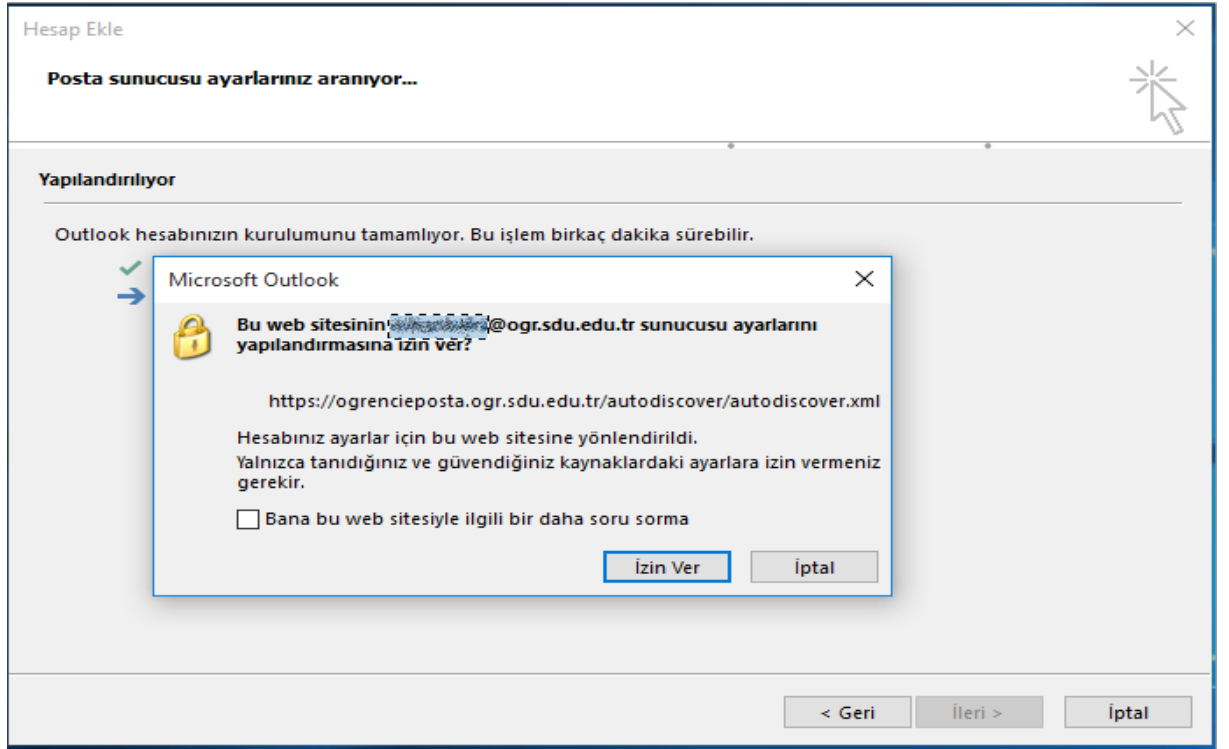 Hesap Ekle
Posta sunucusu ayarlarınız aranıyor...
Yapılandırılıyor
Outlook hesabınızın kurulumunu tamamlıyor. Bu işlem birkaç dakika sürebilir.
Microsoft Outlook
Bu web sitesinin @ogr.sdu.edu.tr sunucusu ayarlarını
yapılandırmasına izin ver?
https://ogrencieposta.ogr.sdu.edu.tr/autodiscover/autodiscover.xml
Hesabınız ayarlar için bu web sitesine yönlendirildi.
Yalnızca tanıdığınız ve güvendiğiniz kaynaklardaki ayarlara izin vermeniz
gerekir.
Bana bu web sitesiyle ilgili bir daha soru sorma
İzin Ver
İptal
< Geri
İleri >
İptal